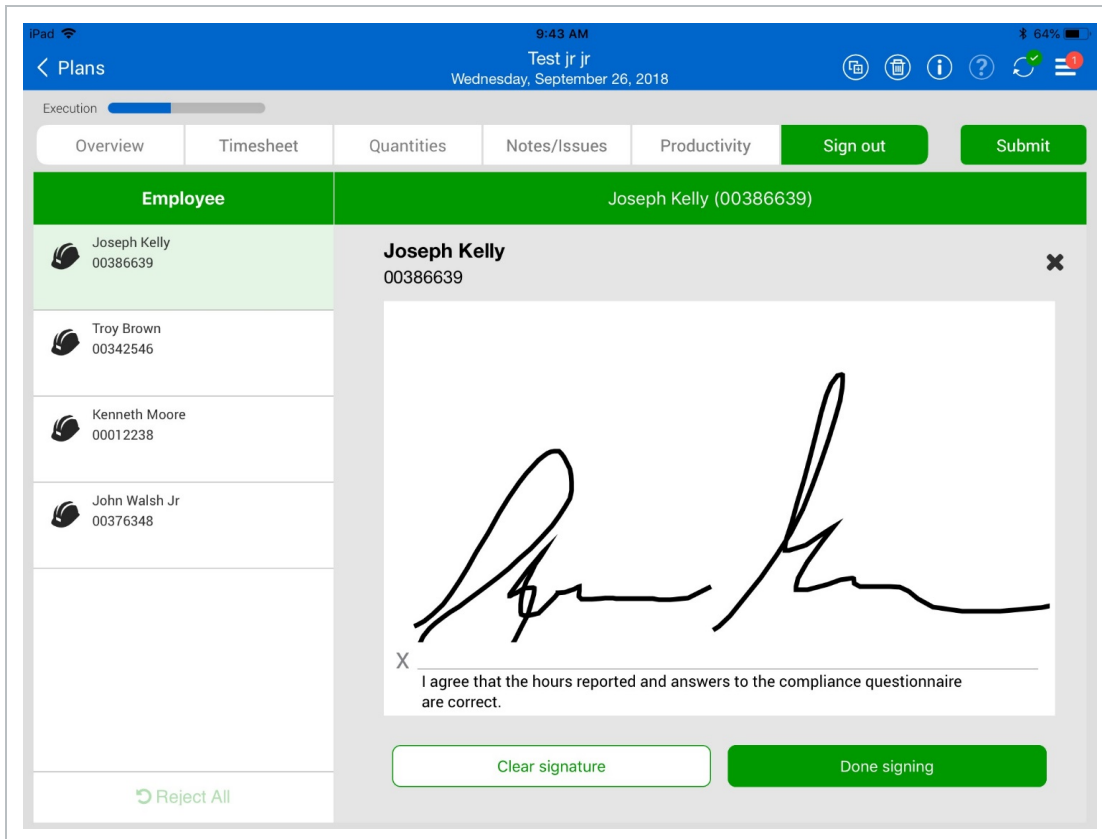 iPad 9:43 AM 64%
Plans
Test jr jr
Wednesday, September 26, 2018
1
Execution
Overview Timesheet Quantities Notes/Issues Productivity Sign out Submit
Employee
Joseph Kelly (00386639)
Joseph Kelly
00386639
Troy Brown
00342546
Kenneth Moore
00012238
John Walsh Jr
00376348
Reject All
Joseph Kelly
00386639
X
I agree that the hours reported and answers to the compliance questionnaire
are correct.
Clear signature
Done signing